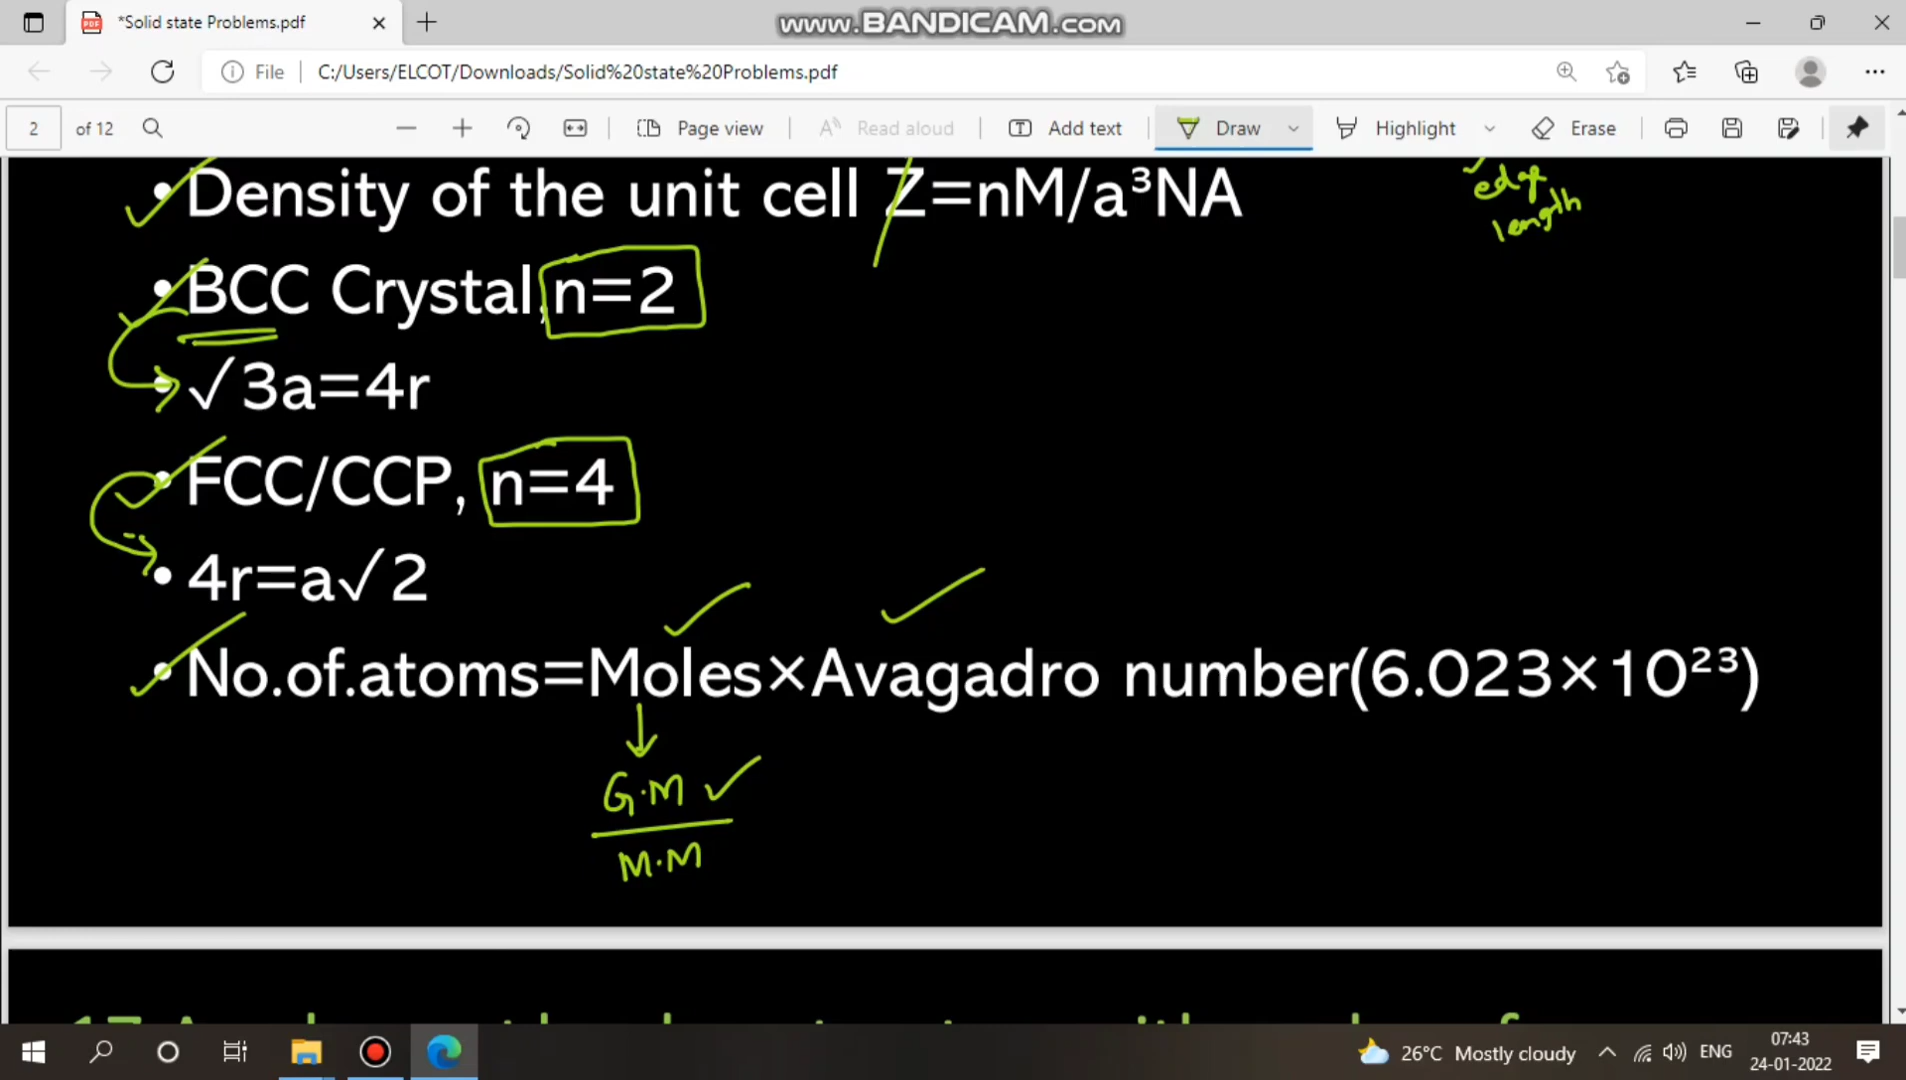 *Solid state Problems.pdf
www.BANDICAM.com
File
C:/Users/ELCOT/Downloads/Solid%20state%20Problems.pdf
2 of 12
Page view
Read aloud
Add text
Draw
Highlight
Erase
• Density of the unit cell Z=nM/a³NA
length
• BCC Crystal, n=2
• √3a=4r
• FCC/CCP, n=4
• 4r=a√2
• No.of.atoms=Moles×Avagadro number(6.023×10²³)
G.M
M.M
26°C Mostly cloudy
ENG
07:43
24-01-2022